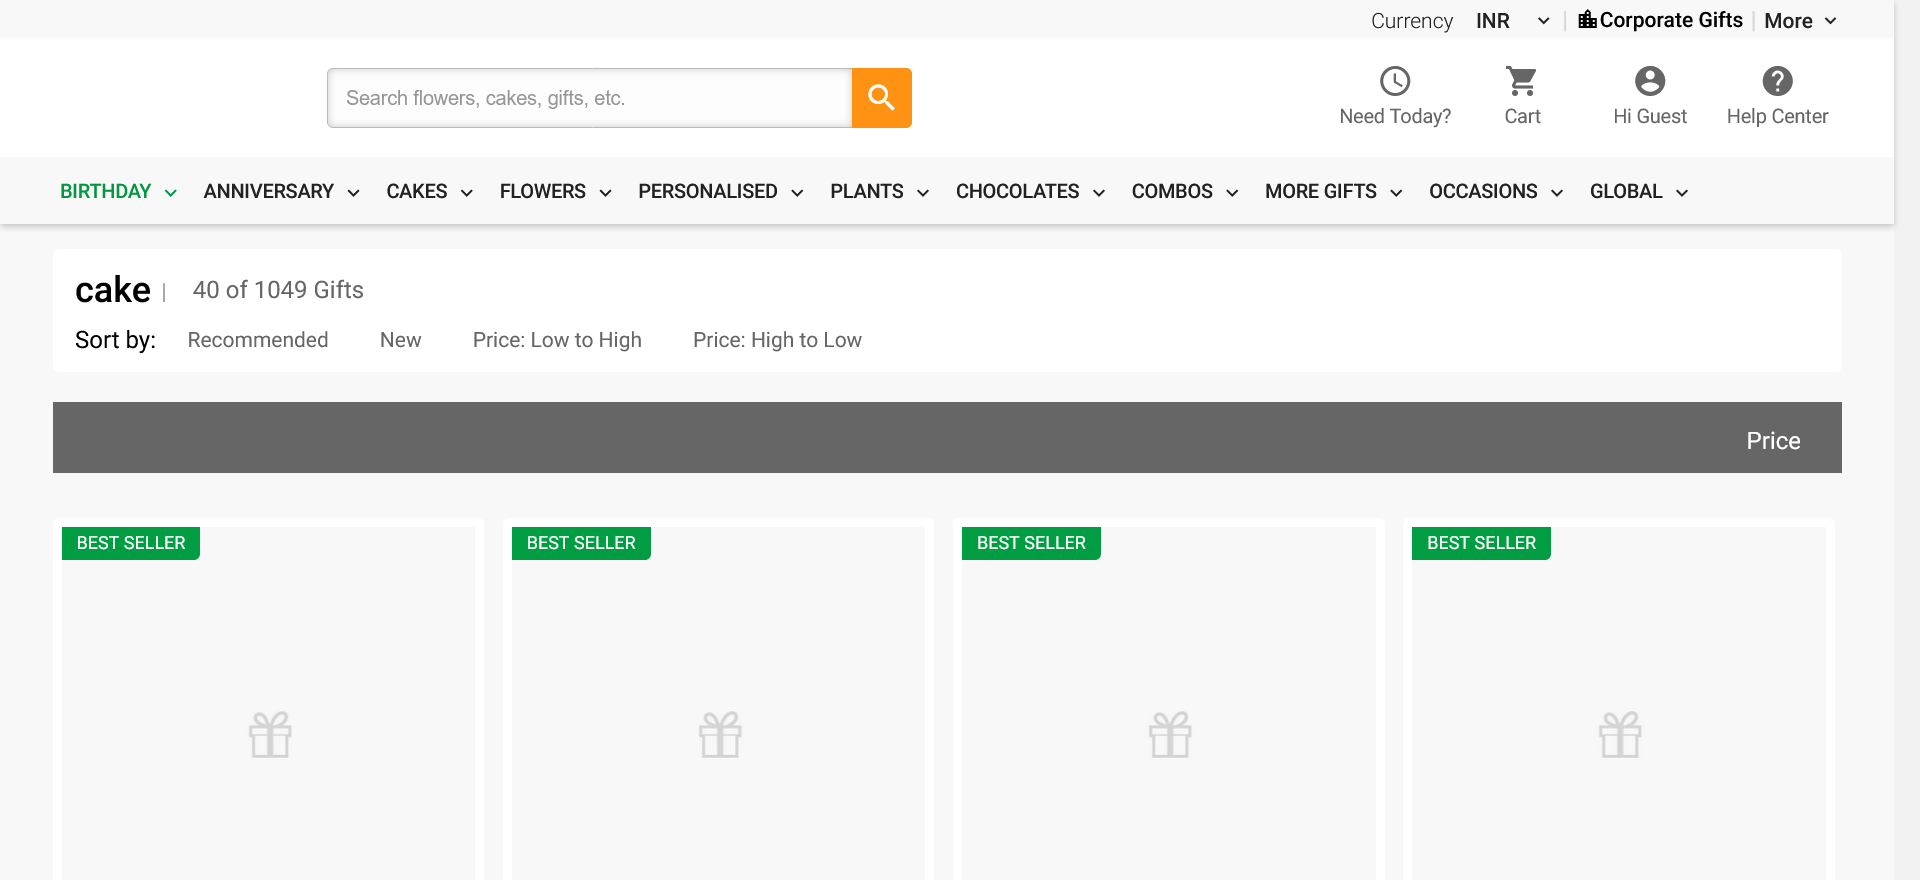 Currency INR Corporate Gifts More
Search flowers, cakes, gifts, etc.
Need Today? Cart Hi Guest Help Center
BIRTHDAY ANNIVERSARY CAKES FLOWERS PERSONALISED PLANTS CHOCOLATES COMBOS MORE GIFTS OCCASIONS GLOBAL
cake | 40 of 1049 Gifts
Sort by: Recommended New Price: Low to High Price: High to Low
Price
BEST SELLER BEST SELLER BEST SELLER BEST SELLER